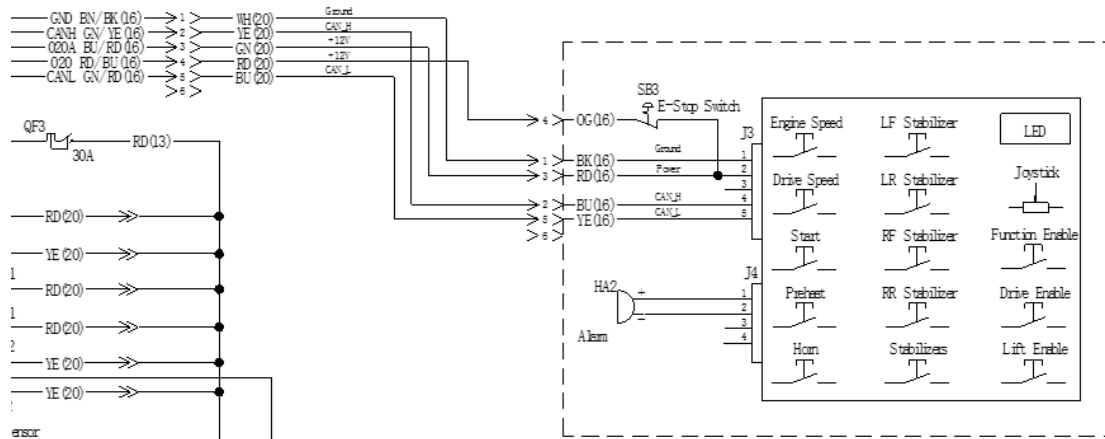 GND BN/BK(16) 1 WH(20) Ground
CANH GN/YE(16) 2 YE(20) CAN_H
020A BU/RD(16) 3 GN(20) +12V
020 RD/BU(16) 4 RD(20) +12V
CANL GN/RD(16) 5 BU(20) CAN_L
6
QF3
30A
RD(13)
RD(20)
YE(20)
1
RD(20)
1
RD(20)
2
YE(20)
YE(20)
ensor
SB3
E-Stop Switch
4 OG(16)
1 BK(16) Ground
3 RD(16) Power
2 BU(16) CAN_H
5 YE(16) CAN_L
6
J3
1
2
3
4
5
HA2
+
−
Alarm
J4
1
2
3
4
Engine Speed
LF Stabilizer
LED
Drive Speed
LR Stabilizer
Joystick
Start
RF Stabilizer
Function Enable
Preheat
RR Stabilizer
Drive Enable
Horn
Stabilizers
Lift Enable